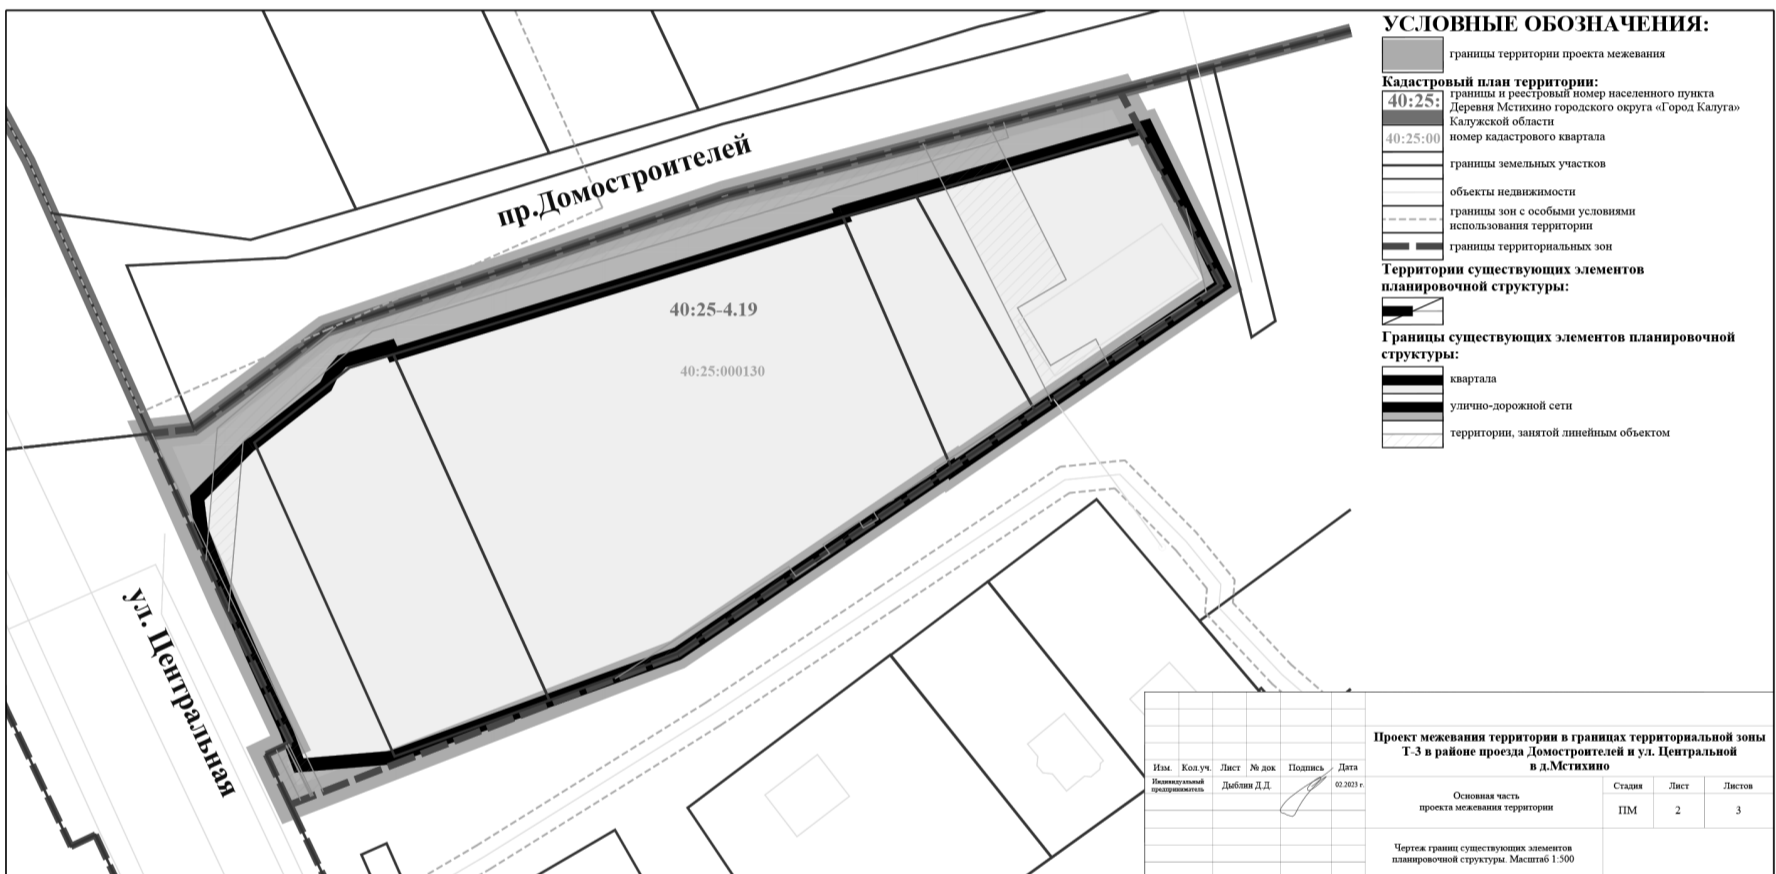 УСЛОВНЫЕ ОБОЗНАЧЕНИЯ:
границы территории проекта межевания
Кадастровый план территории:
40:25:
границы и реестровый номер населенного пункта
Деревня Мстихино городского округа «Город Калуга»
Калужской области
40:25:00
номер кадастрового квартала
границы земельных участков
объекты недвижимости
границы зон с особыми условиями
использования территории
границы территориальных зон
Территории существующих элементов
планировочной структуры:
Границы существующих элементов планировочной
структуры:
квартала
улично-дорожной сети
территории, занятой линейным объектом
пр.Домостроителей
40:25-4.19
40:25:000130
ул. Центральная
Проект межевания территории в границах территориальной зоны
Т-3 в районе проезда Домостроителей и ул. Центральной
в д.Мстихино
Изм. Кол.уч. Лист № док Подпись Дата
Индивидуальный
предприниматель
Дыблин Д.Д.
02.2023 г.
Основная часть
проекта межевания территории
Стадия Лист Листов
ПМ 2 3
Чертеж границ существующих элементов
планировочной структуры. Масштаб 1:500